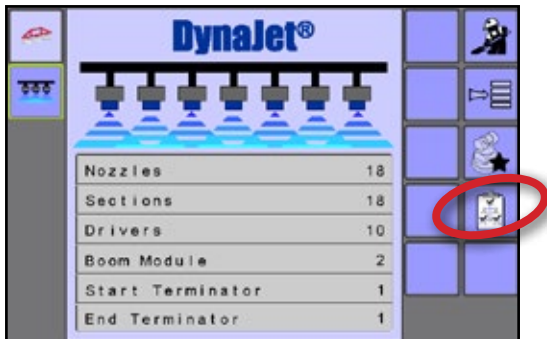 DynaJet®
Nozzles 18
Sections 18
Drivers 10
Boom Module 2
Start Terminator 1
End Terminator 1